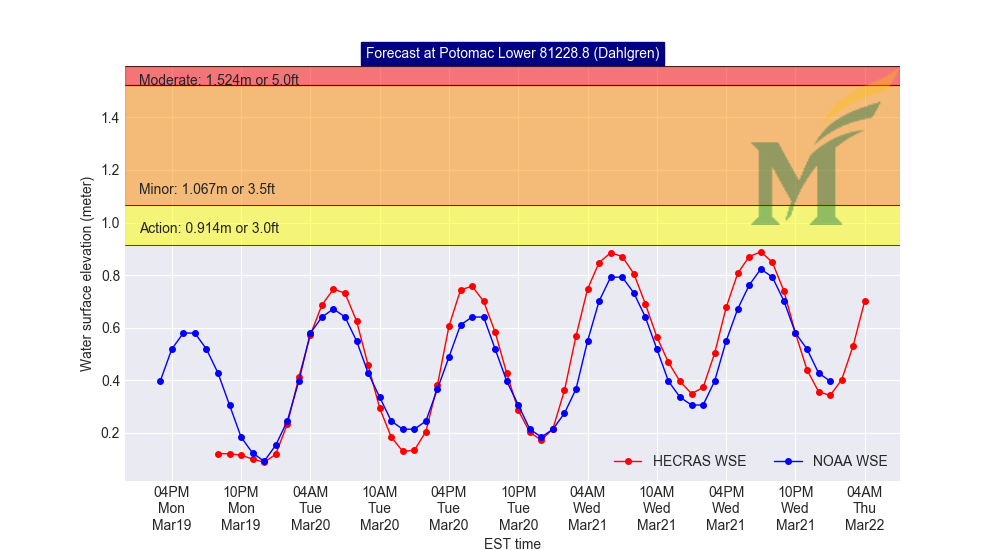 Forecast at Potomac Lower 81228.8 (Dahlgren)
Moderate: 1.524m or 5.0ft
Minor: 1.067m or 3.5ft
Action: 0.914m or 3.0ft
M
Water surface elevation (meter)
1.4
1.2
1.0
0.8
0.6
0.4
0.2
HECRAS WSE NOAA WSE
04PM 10PM 04AM 10AM 04PM 10PM 04AM 10AM 04PM 10PM 04AM
Mon Mon Tue Tue Tue Tue Wed Wed Wed Wed Thu
Mar19 Mar19 Mar20 Mar20 Mar20 Mar20 Mar21 Mar21 Mar21 Mar21 Mar22
EST time